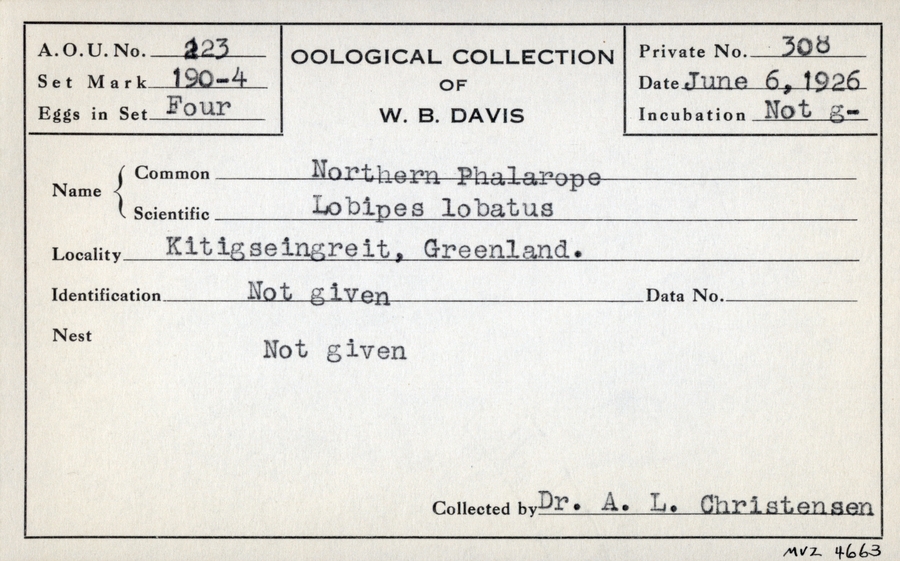 A.O.U. No. 223
Set Mark 190-4
Eggs in Set Four
OOLOGICAL COLLECTION
OF
W. B. DAVIS
Private No. 308
Date June 6, 1926
Incubation Not g-
Name
Common Northern Phalarope
Scientific Lobipes lobatus
Locality Kitigseingreit, Greenland.
Identification Not given Data No.
Nest
Not given
Collected by Dr. A. L. Christensen
MVZ 4663